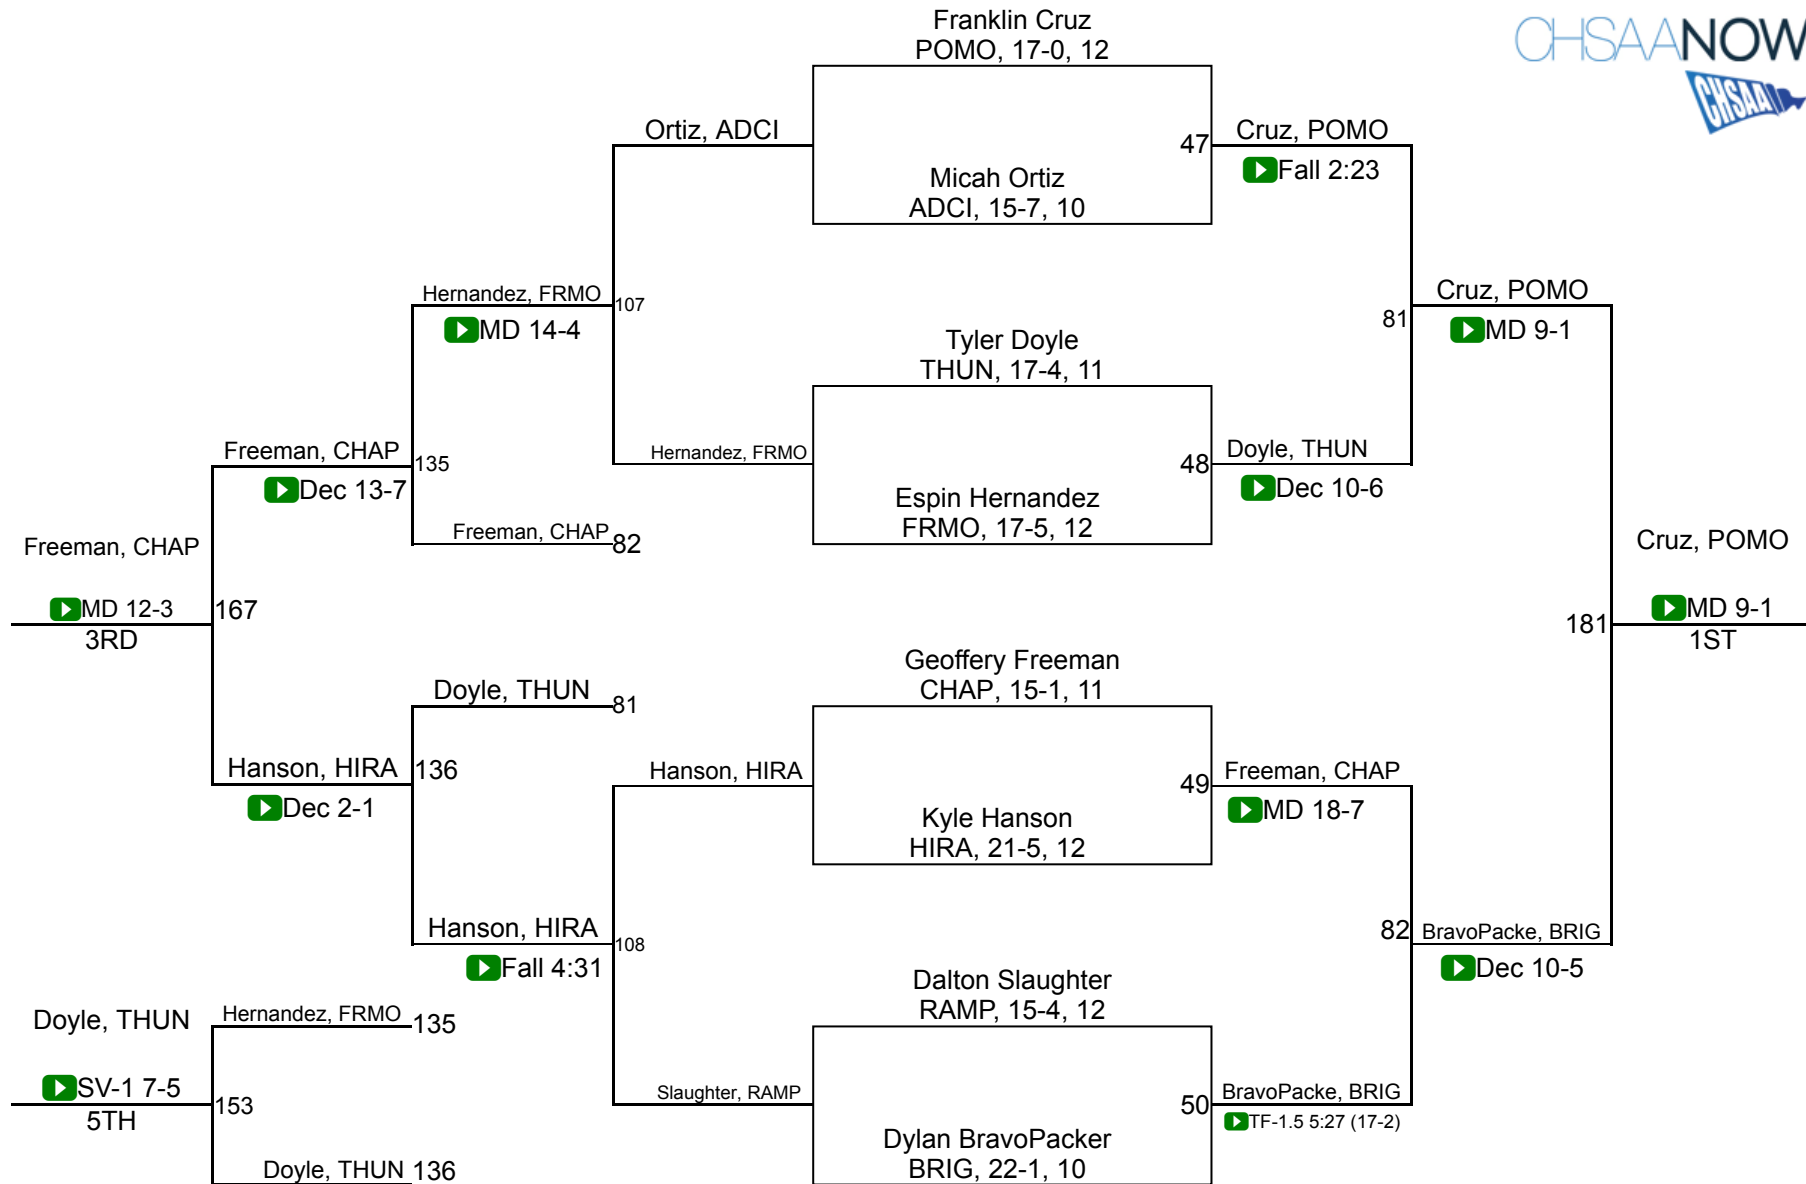 CHSAANOW
CHSAA
Franklin Cruz
POMO, 17-0, 12
Ortiz, ADCI
47
Cruz, POMO
Fall 2:23
Micah Ortiz
ADCI, 15-7, 10
Hernandez, FRMO
107
MD 14-4
Cruz, POMO
81
MD 9-1
Tyler Doyle
THUN, 17-4, 11
Freeman, CHAP
135
Dec 13-7
Hernandez, FRMO
48
Doyle, THUN
Dec 10-6
Espin Hernandez
FRMO, 17-5, 12
Freeman, CHAP
82
Freeman, CHAP
MD 12-3
167
3RD
Cruz, POMO
181
MD 9-1
1ST
Geoffery Freeman
CHAP, 15-1, 11
Doyle, THUN
81
Hanson, HIRA
136
Dec 2-1
Hanson, HIRA
49
Freeman, CHAP
MD 18-7
Kyle Hanson
HIRA, 21-5, 12
Hanson, HIRA
108
Fall 4:31
82
BravoPacke, BRIG
Dec 10-5
Dalton Slaughter
RAMP, 15-4, 12
Doyle, THUN
Hernandez, FRMO
135
SV-1 7-5
153
5TH
Slaughter, RAMP
50
BravoPacke, BRIG
TF-1.5 5:27 (17-2)
Dylan BravoPacker
BRIG, 22-1, 10
Doyle, THUN
136